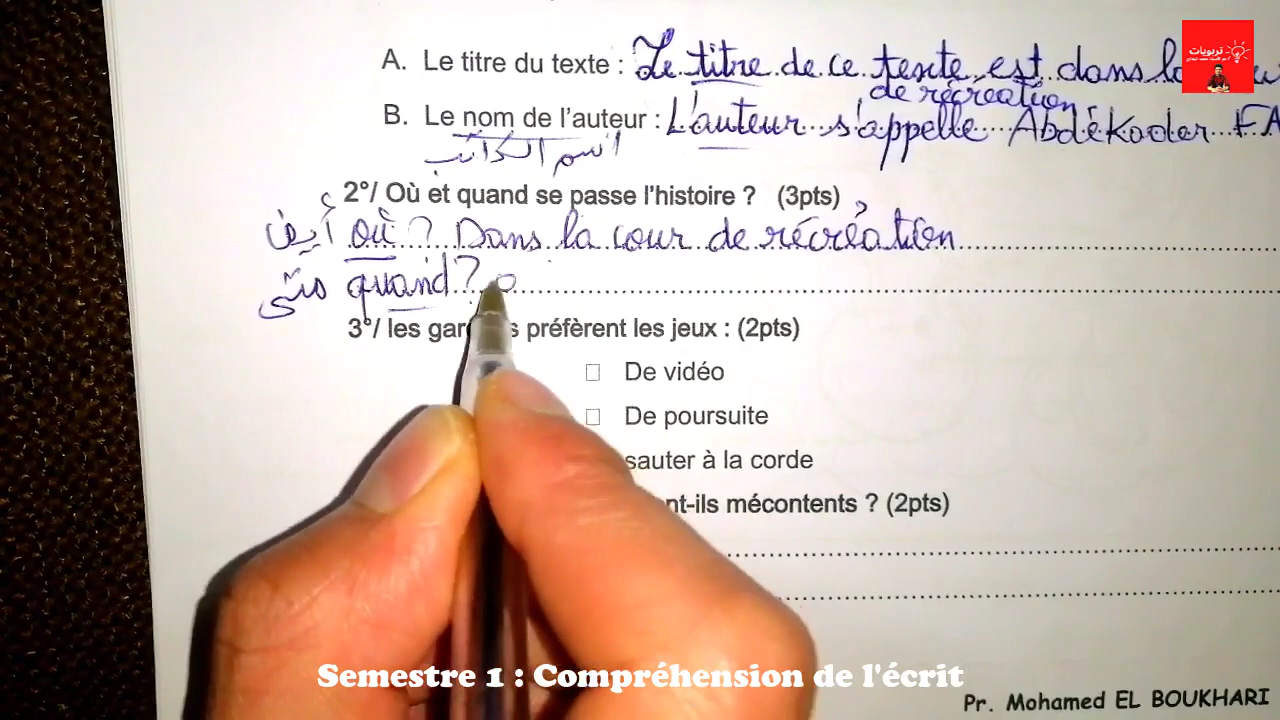 تربويات
A. Le titre du texte : Le titre de ce texte est dans la
de récréation
B. Le nom de l'auteur : L'auteur s'appelle Abdékader FA
اسم الكاتب
2°/ Où et quand se passe l'histoire ? (3pts)
أين où ? Dans la cour de récréation
متى quand ?
3°/ les gar s préfèrent les jeux : (2pts)
□ De vidéo
□ De poursuite
sauter à la corde
nt-ils mécontents ? (2pts)
Semestre 1 : Compréhension de l'écrit
Pr. Mohamed EL BOUKHARI